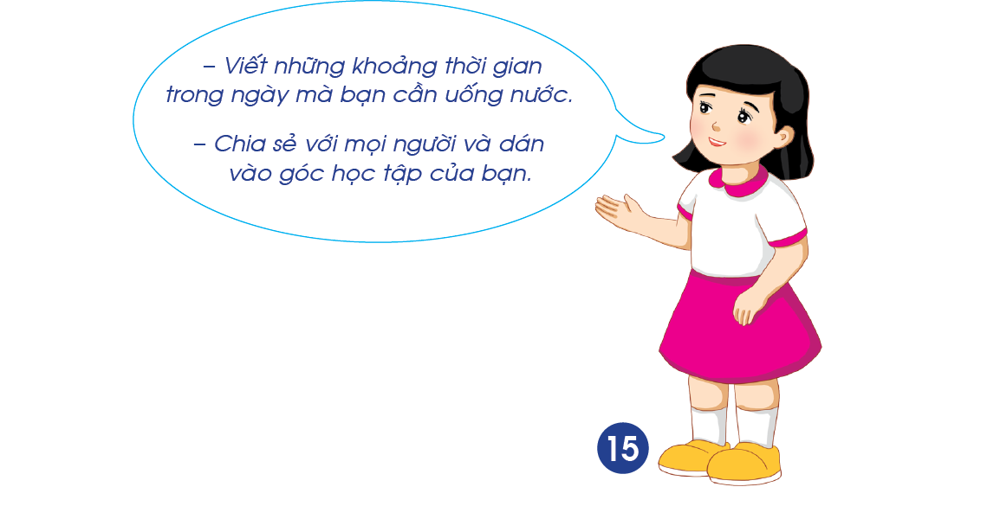 – Viết những khoảng thời gian
trong ngày mà bạn cần uống nước.
– Chia sẻ với mọi người và dán
vào góc học tập của bạn.
15